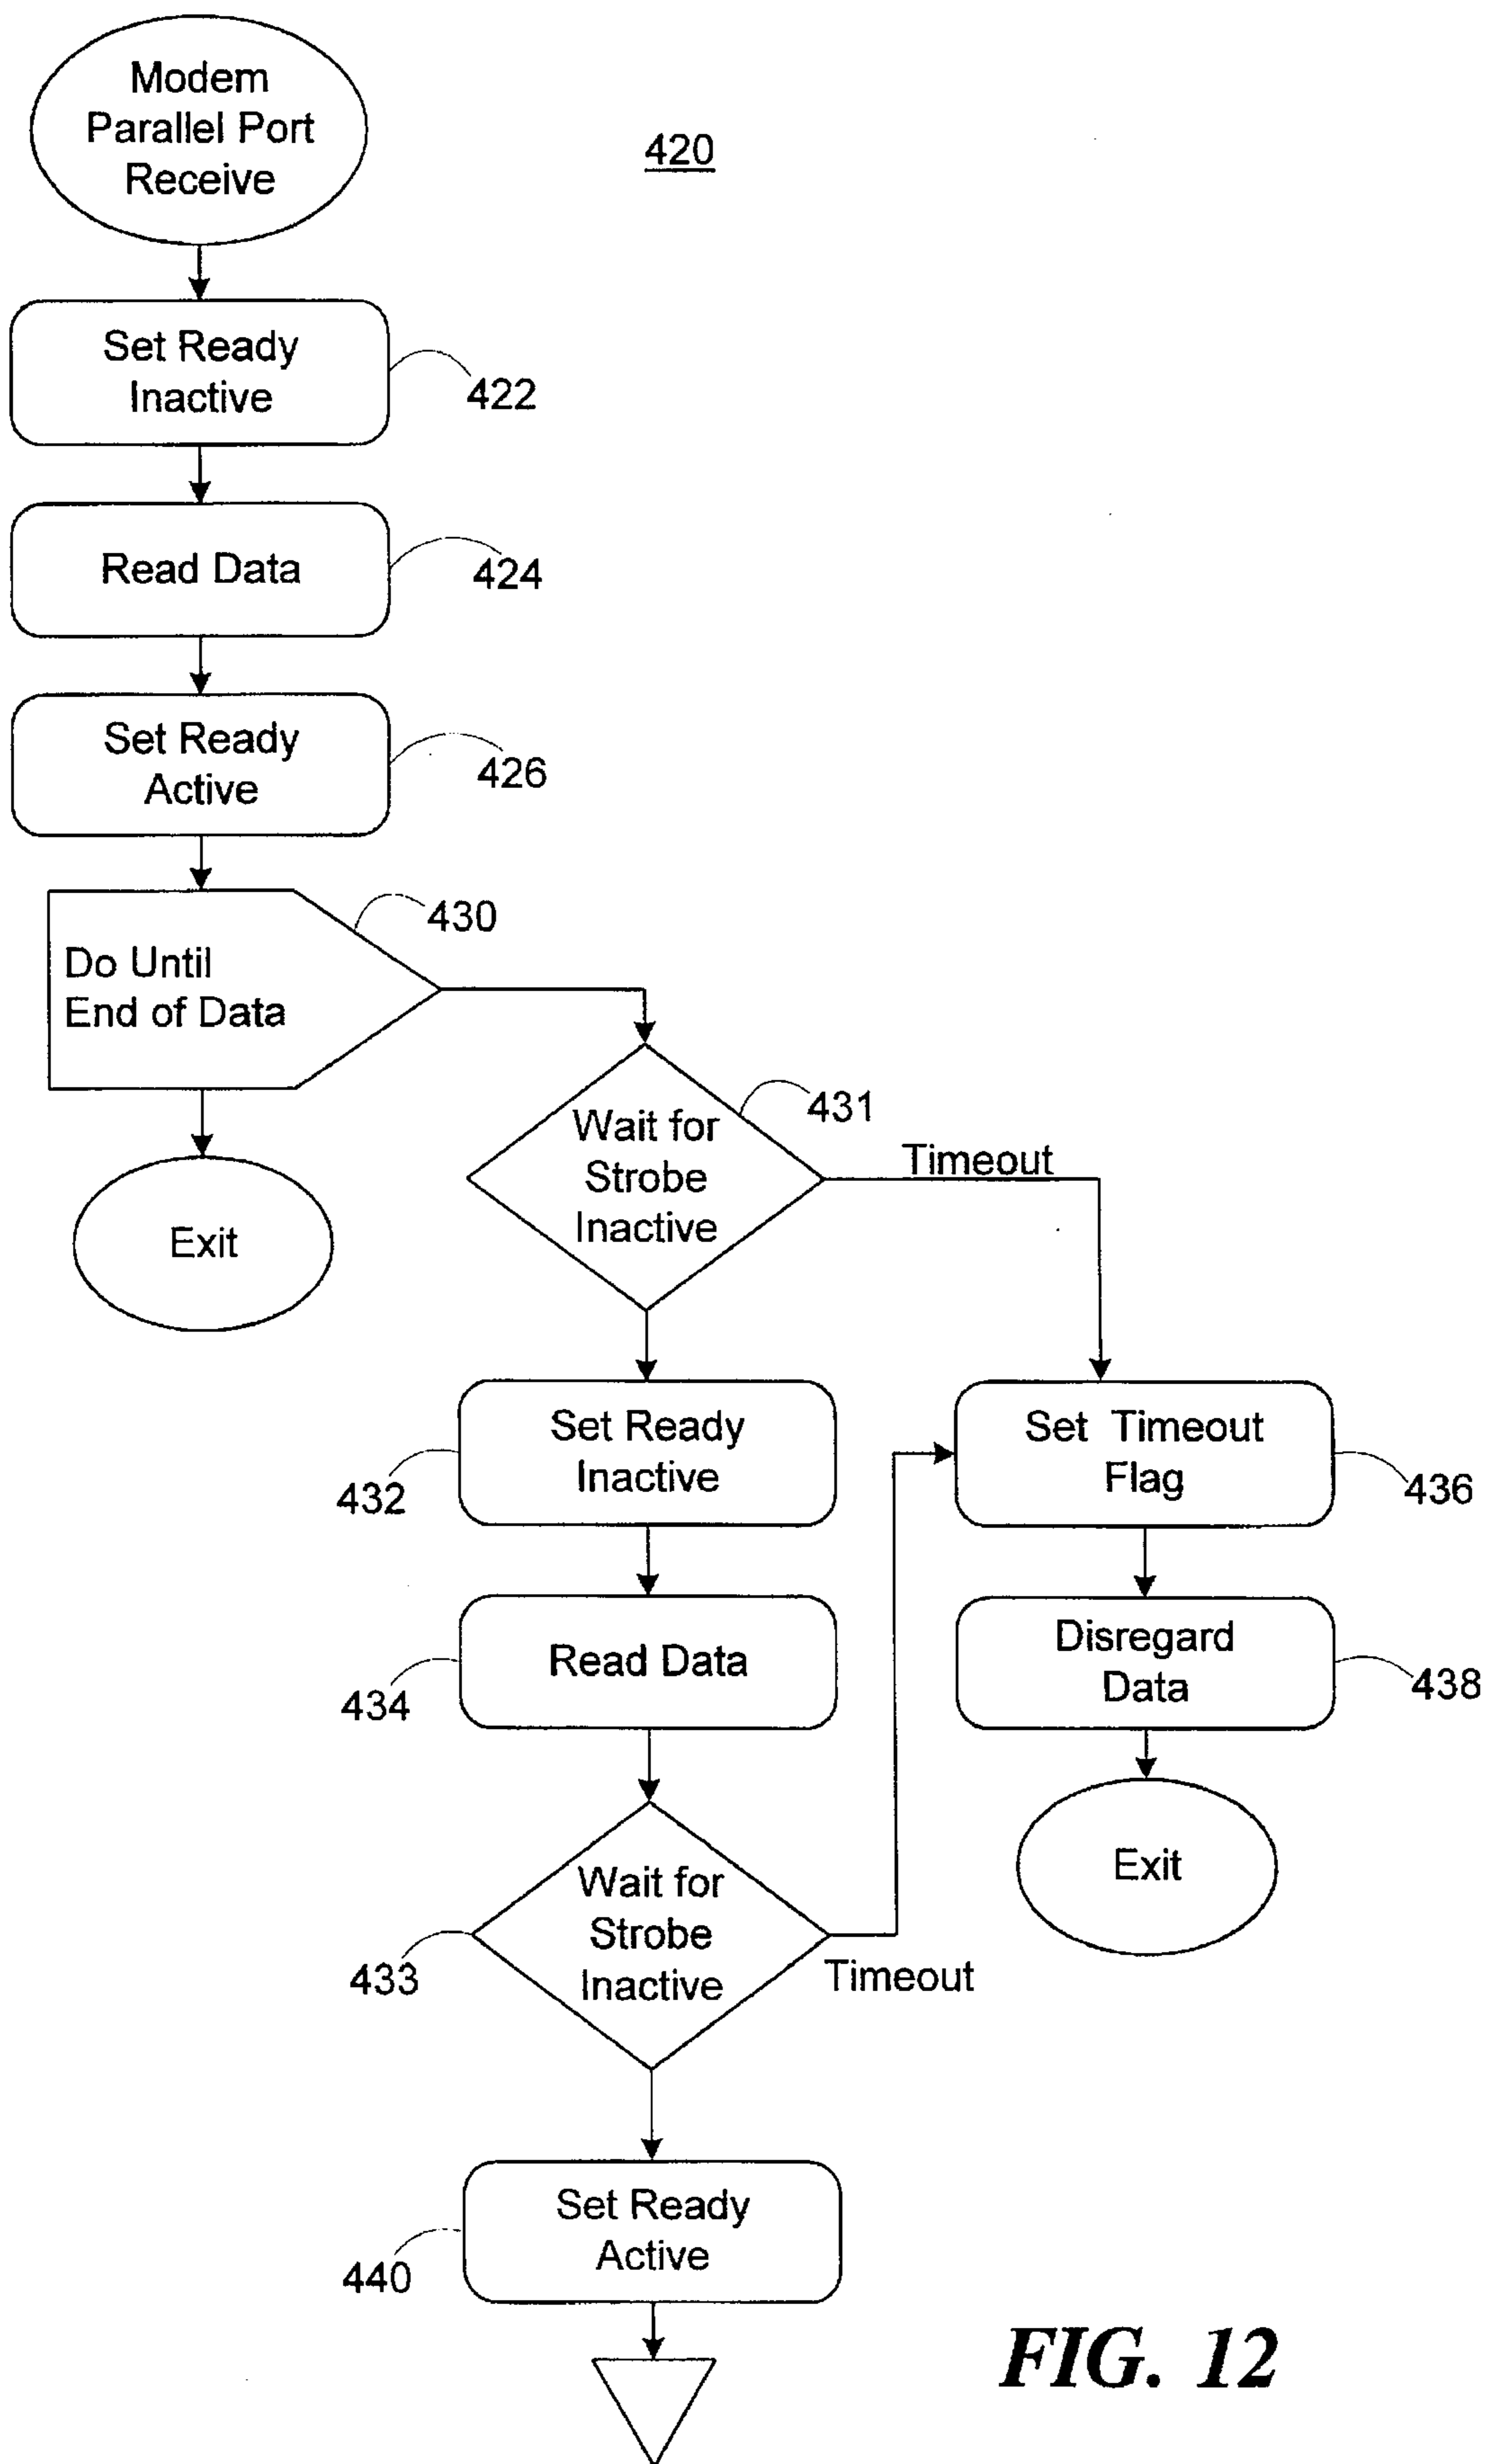 Modem
Parallel Port
Receive
420
Set Ready
Inactive
422
Read Data
424
Set Ready
Active
426
Do Until
End of Data
430
Exit
Wait for
Strobe
Inactive
431
Timeout
Set Ready
Inactive
432
Set Timeout
Flag
436
Read Data
434
Disregard
Data
438
Exit
Wait for
Strobe
Inactive
433
Timeout
Set Ready
Active
440
FIG. 12